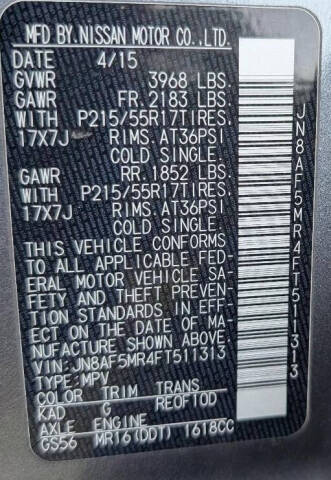 MFD BY.NISSAN MOTOR CO.,LTD.
DATE 4/15
GVWR 3968 LBS.
GAWR FR.2183 LBS.
WITH P215/55R17TIRES.
17X7J RIMS.AT36PSI
COLD SINGLE.
GAWR RR.1852 LBS.
WITH P215/55R17TIRES.
17X7J RIMS.AT36PSI
COLD SINGLE.
THIS VEHICLE CONFORMS
TO ALL APPLICABLE FED-
ERAL MOTOR VEHICLE SA-
FETY AND THEFT PREVEN-
TION STANDARDS IN EFF-
ECT ON THE DATE OF MA-
NUFACTURE SHOWN ABOVE.
VIN:JN8AF5MR4FT511313
TYPE:MPV
COLOR TRIM TRANS
KAD G RE0F10D
AXLE ENGINE
GS56 MR16(DDT) 1618CC
JN8AF5MR4FT511313